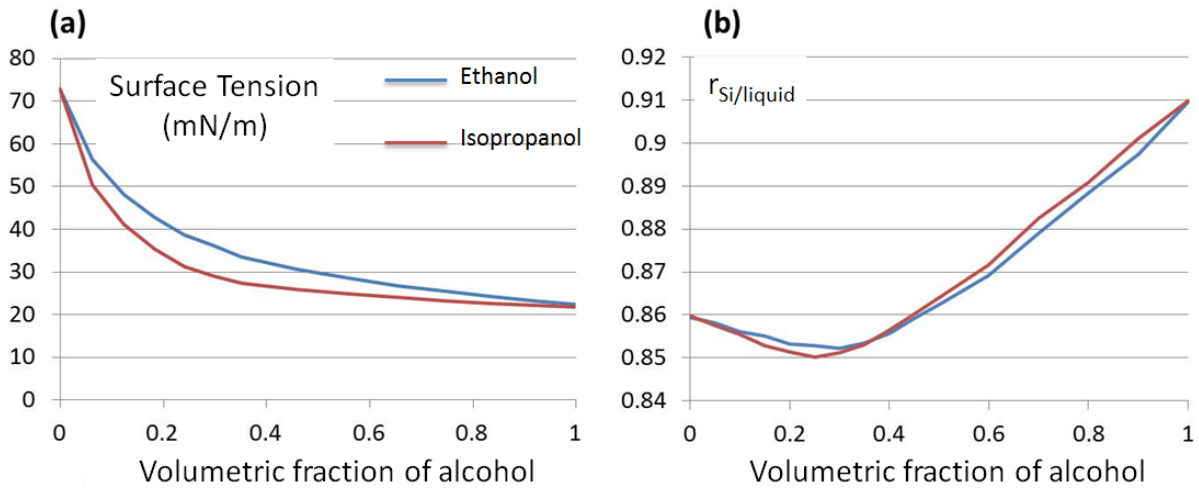 (a)
80
70
60
50
40
30
20
10
0
Surface Tension
(mN/m)
Ethanol
Isopropanol
0 0.2 0.4 0.6 0.8 1
Volumetric fraction of alcohol
(b)
0.92
0.91
0.9
0.89
0.88
0.87
0.86
0.85
0.84
rSi/liquid
0 0.2 0.4 0.6 0.8 1
Volumetric fraction of alcohol